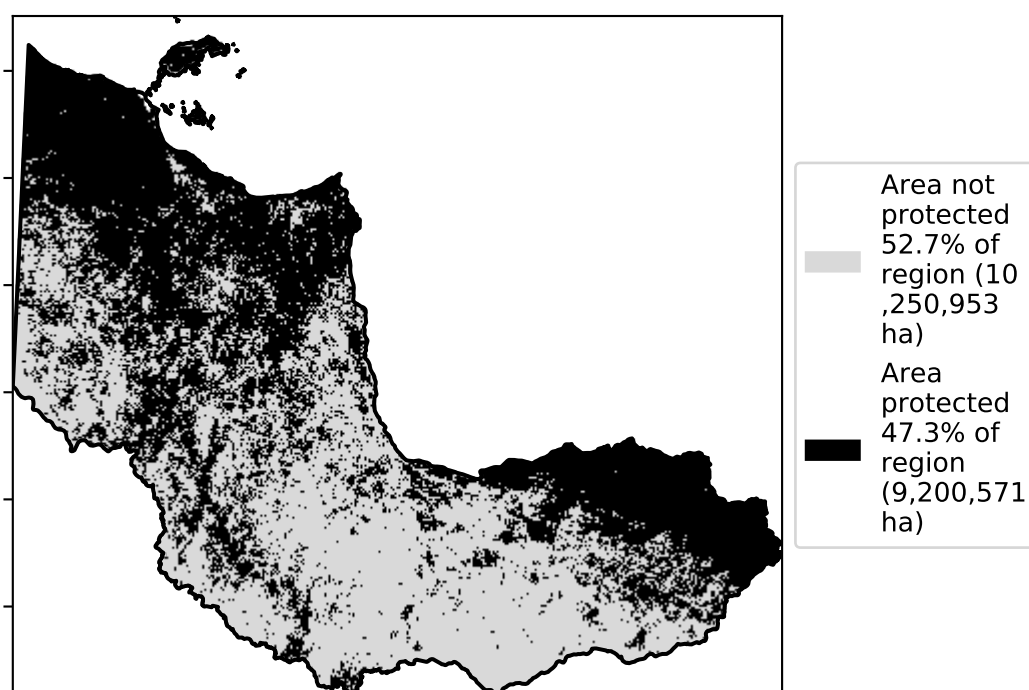 Area not
protected
52.7% of
region (10
,250,953
ha)
Area
protected
47.3% of
region
(9,200,571
ha)